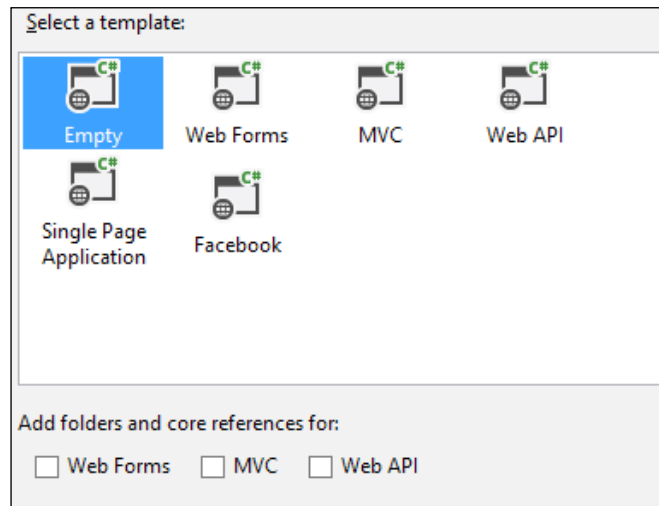 Select a template:
C# C# C# C#
Empty Web Forms MVC Web API
C# C#
Single Page
Application Facebook
Add folders and core references for:
Web Forms MVC Web API